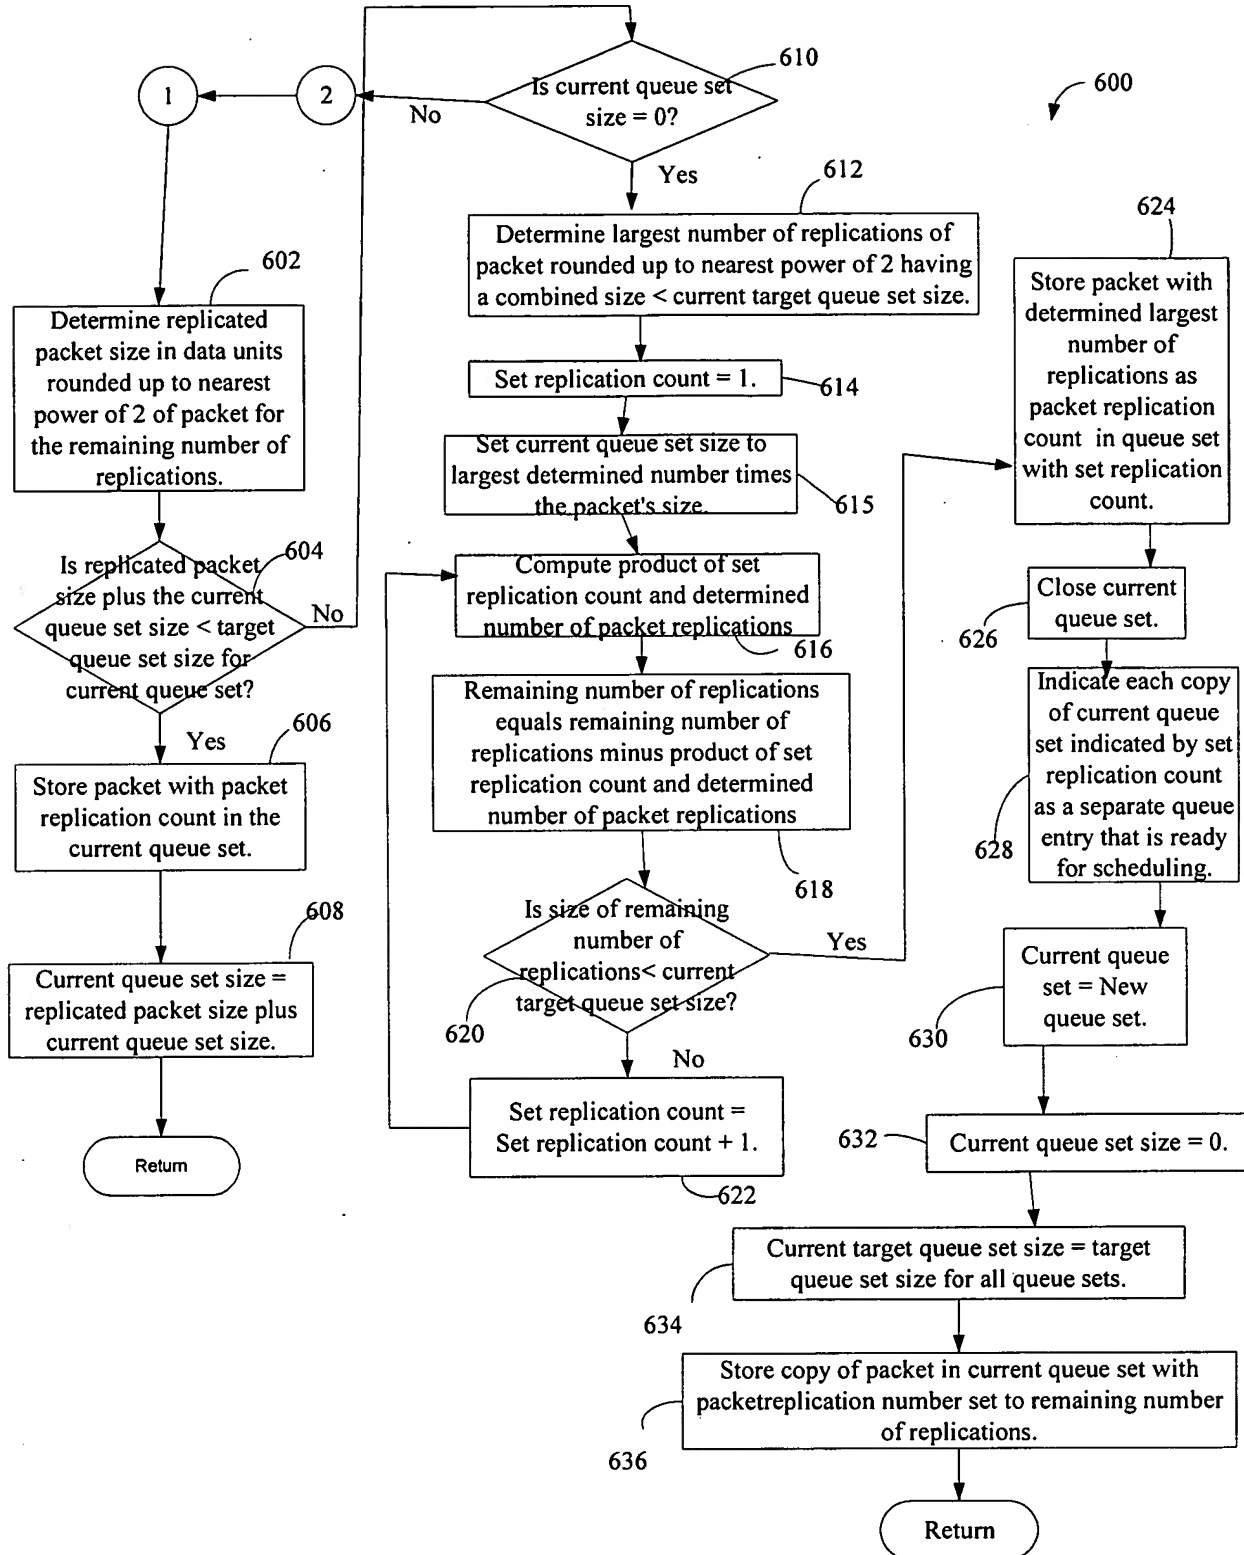 610
1
2
No
Is current queue set
size = 0?
Yes
600
602
Determine replicated
packet size in data units
rounded up to nearest
power of 2 of packet for
the remaining number of
replications.
604
Is replicated packet
size plus the current
queue set size < target
queue set size for
current queue set?
No
Yes
606
Store packet with packet
replication count in the
current queue set.
608
Current queue set size =
replicated packet size plus
current queue set size.
Return
612
Determine largest number of replications of
packet rounded up to nearest power of 2 having
a combined size < current target queue set size.
Set replication count = 1.
614
Set current queue set size to
largest determined number times
the packet's size.
615
Compute product of set
replication count and determined
number of packet replications
616
Remaining number of replications
equals remaining number of
replications minus product of set
replication count and determined
number of packet replications
618
Is size of remaining
number of
replications< current
target queue set size?
620
Yes
No
Set replication count =
Set replication count + 1.
622
624
Store packet with
determined largest
number of
replications as
packet replication
count in queue set
with set replication
count.
Close current
queue set.
626
Indicate each copy
of current queue
set indicated by set
replication count
as a separate queue
entry that is ready
for scheduling.
628
Current queue
set = New
queue set.
630
632
Current queue set size = 0.
Current target queue set size = target
queue set size for all queue sets.
634
Store copy of packet in current queue set with
packetreplication number set to remaining number
of replications.
636
Return